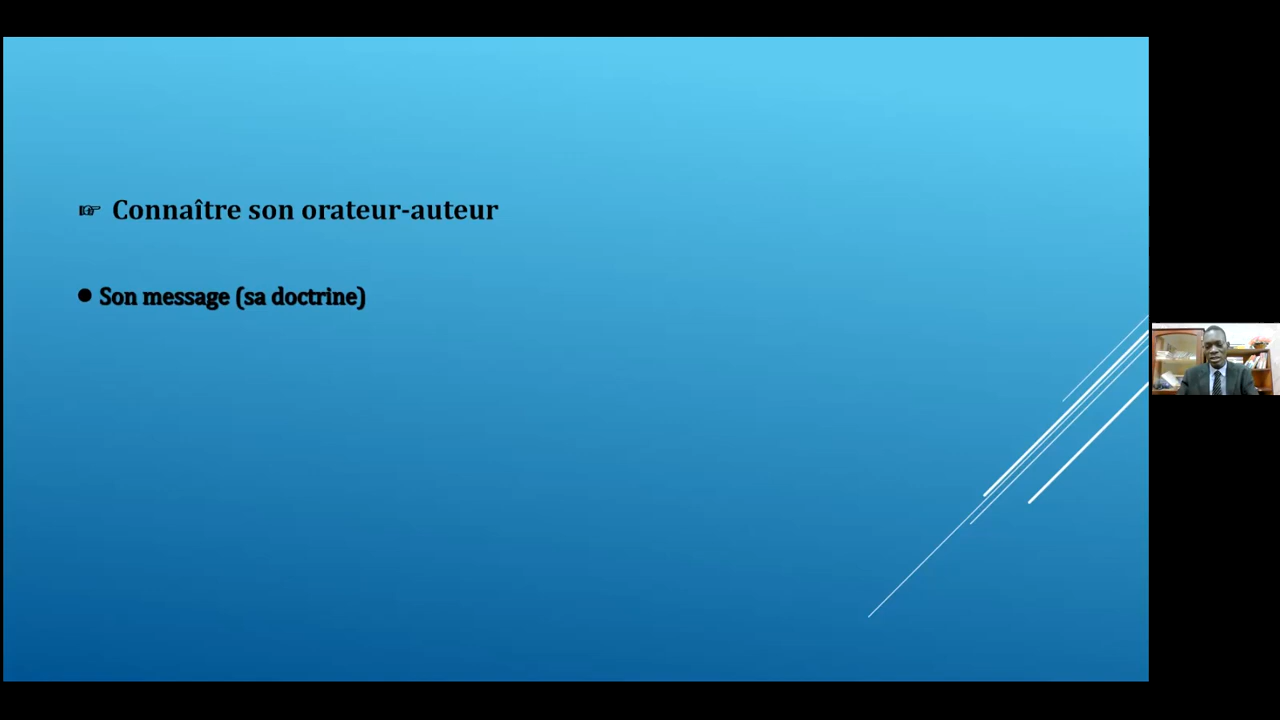 ☞ Connaître son orateur-auteur
● Son message (sa doctrine)